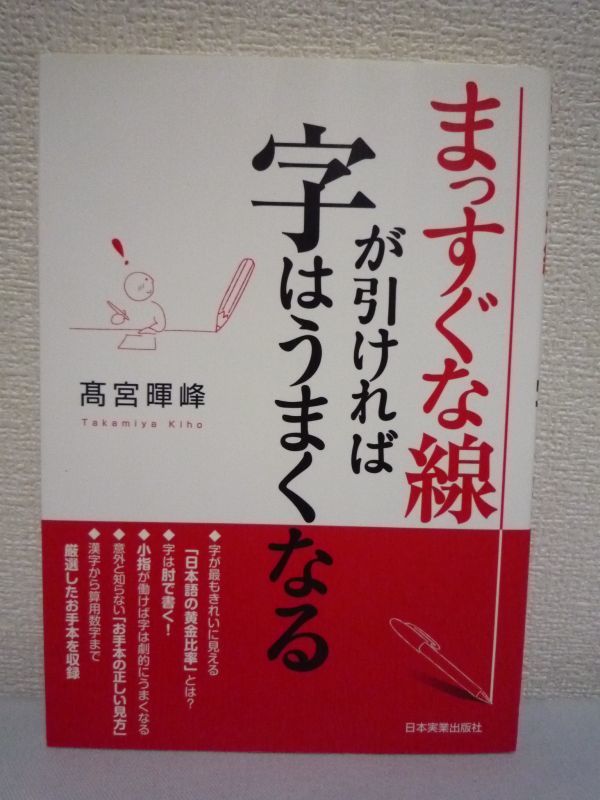 まっすぐな線
が引ければ
字はうまくなる
髙宮暉峰
Takamiya Kiho
◆字が最もきれいに見える
「日本語の黄金比率」とは?
◆字は肘で書く!
◆小指が働けば字は劇的にうまくなる
◆意外と知らない「お手本の正しい見方」
◆漢字から算用数字まで
厳選したお手本を収録
日本実業出版社